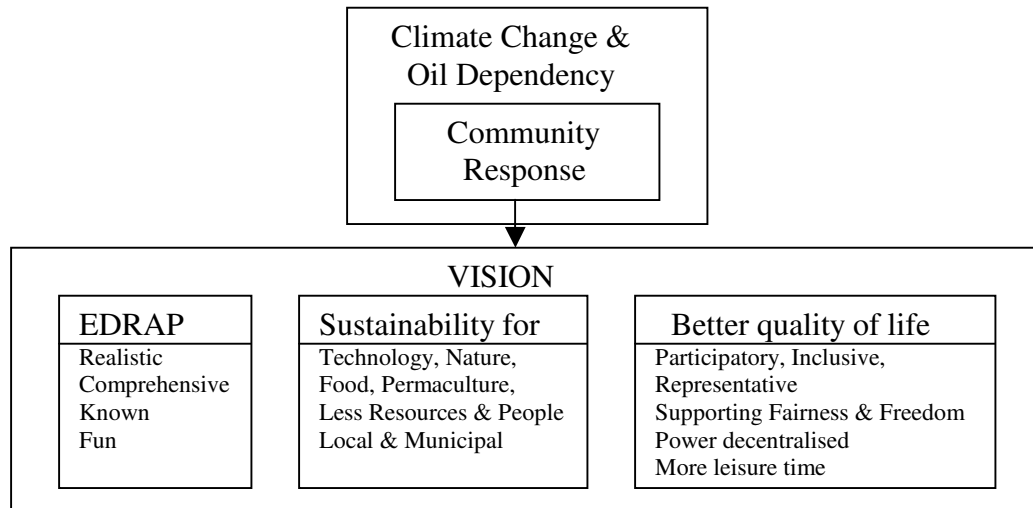 Climate Change &
Oil Dependency
Community
Response
VISION
EDRAP
Realistic
Comprehensive
Known
Fun
Sustainability for
Technology, Nature,
Food, Permaculture,
Less Resources & People
Local & Municipal
Better quality of life
Participatory, Inclusive,
Representative
Supporting Fairness & Freedom
Power decentralised
More leisure time